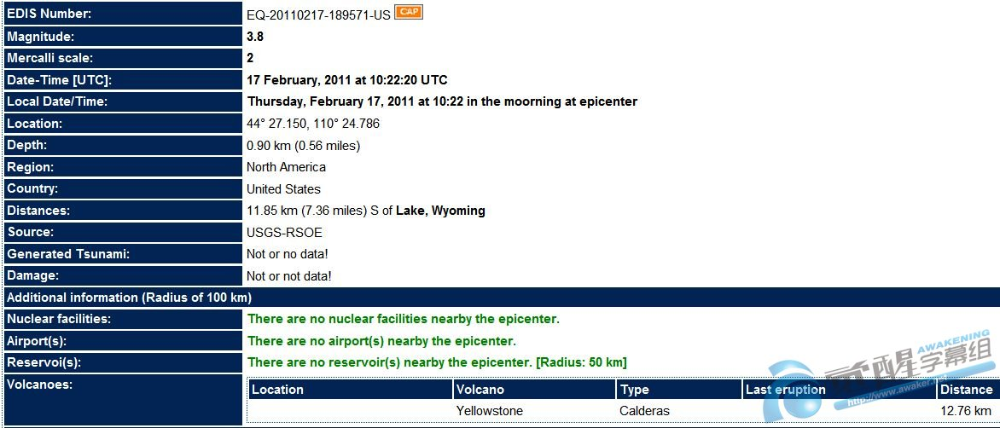 EDIS Number: EQ-20110217-189571-US CAP
Magnitude: 3.8
Mercalli scale: 2
Date-Time [UTC]: 17 February, 2011 at 10:22:20 UTC
Local Date/Time: Thursday, February 17, 2011 at 10:22 in the moorning at epicenter
Location: 44° 27.150, 110° 24.786
Depth: 0.90 km (0.56 miles)
Region: North America
Country: United States
Distances: 11.85 km (7.36 miles) S of Lake, Wyoming
Source: USGS-RSOE
Generated Tsunami: Not or no data!
Damage: Not or not data!
Additional information (Radius of 100 km)
Nuclear facilities: There are no nuclear facilities nearby the epicenter.
Airport(s): There are no airport(s) nearby the epicenter.
Reservoi(s): There are no reservoir(s) nearby the epicenter. [Radius: 50 km]
Volcanoes:
Location Volcano Type Last eruption Distance
Yellowstone Calderas 12.76 km
AWAKENING
觉醒字幕组
http://www.awaker.net